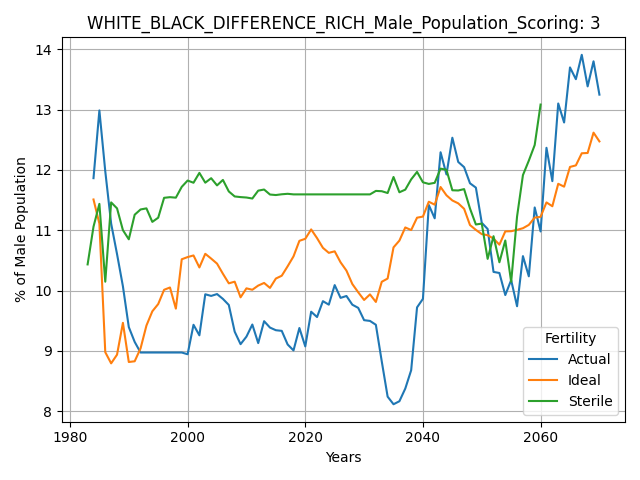 WHITE_BLACK_DIFFERENCE_RICH_Male_Population_Scoring: 3
14
13
12
11
10
9
8
% of Male Population
1980
2000
2020
2040
2060
Years
Fertility
Actual
Ideal
Sterile